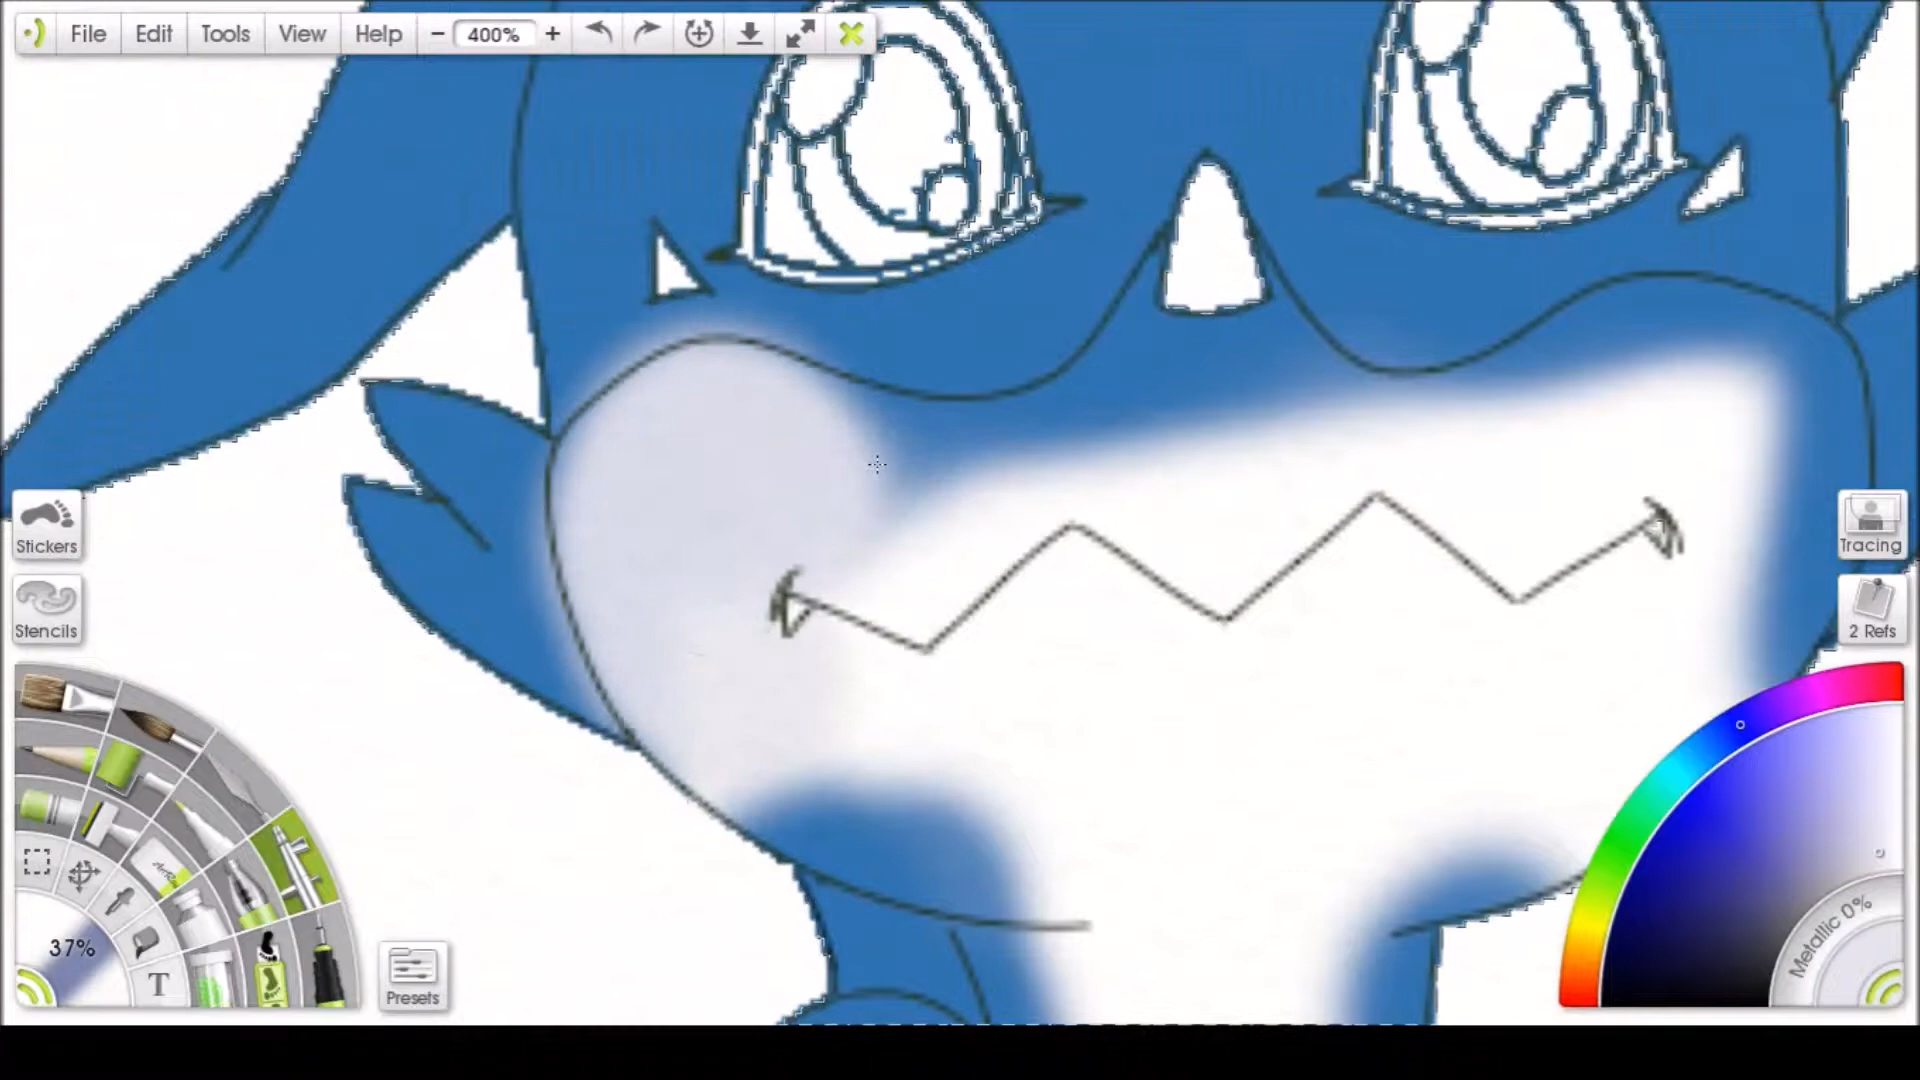 File Edit Tools View Help − 400% +
Stickers
Stencils
Tracing
2 Refs
37%
T
Presets
Metallic 0%